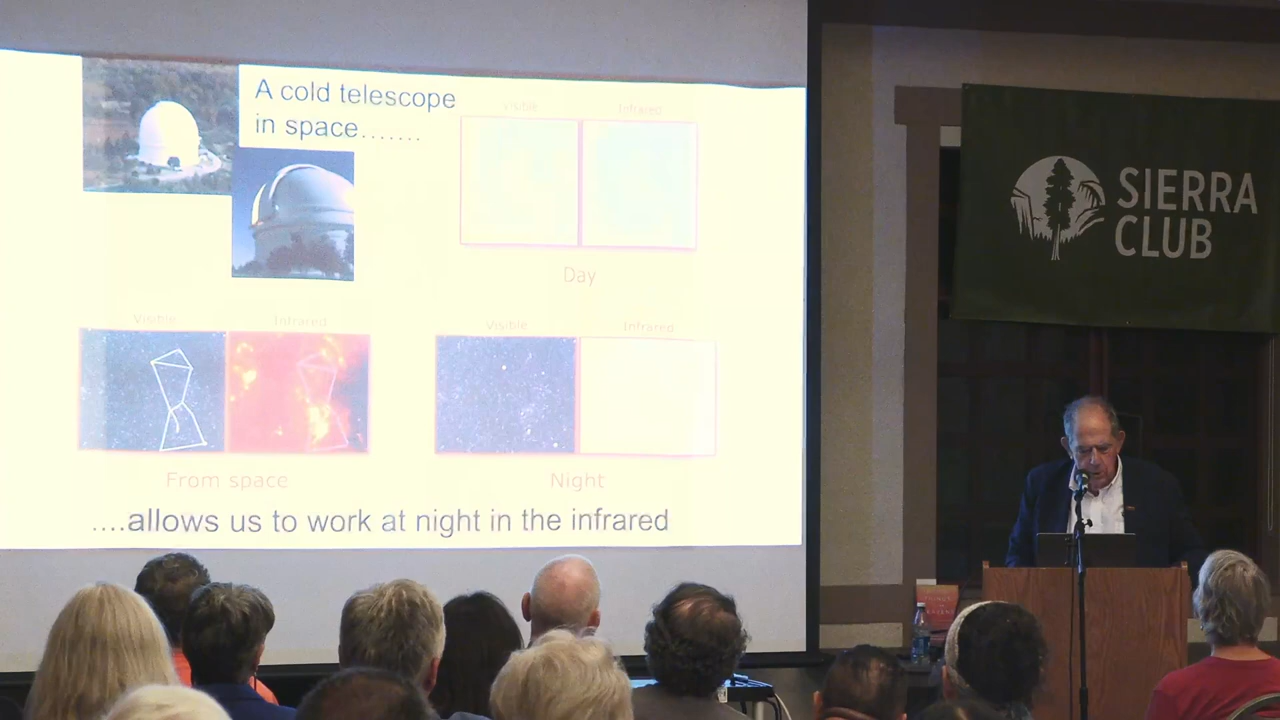 A cold telescope
in space.......
Visible Infrared
Day
Visible Infrared
Visible Infrared
From space
Night
....allows us to work at night in the infrared
SIERRA
CLUB